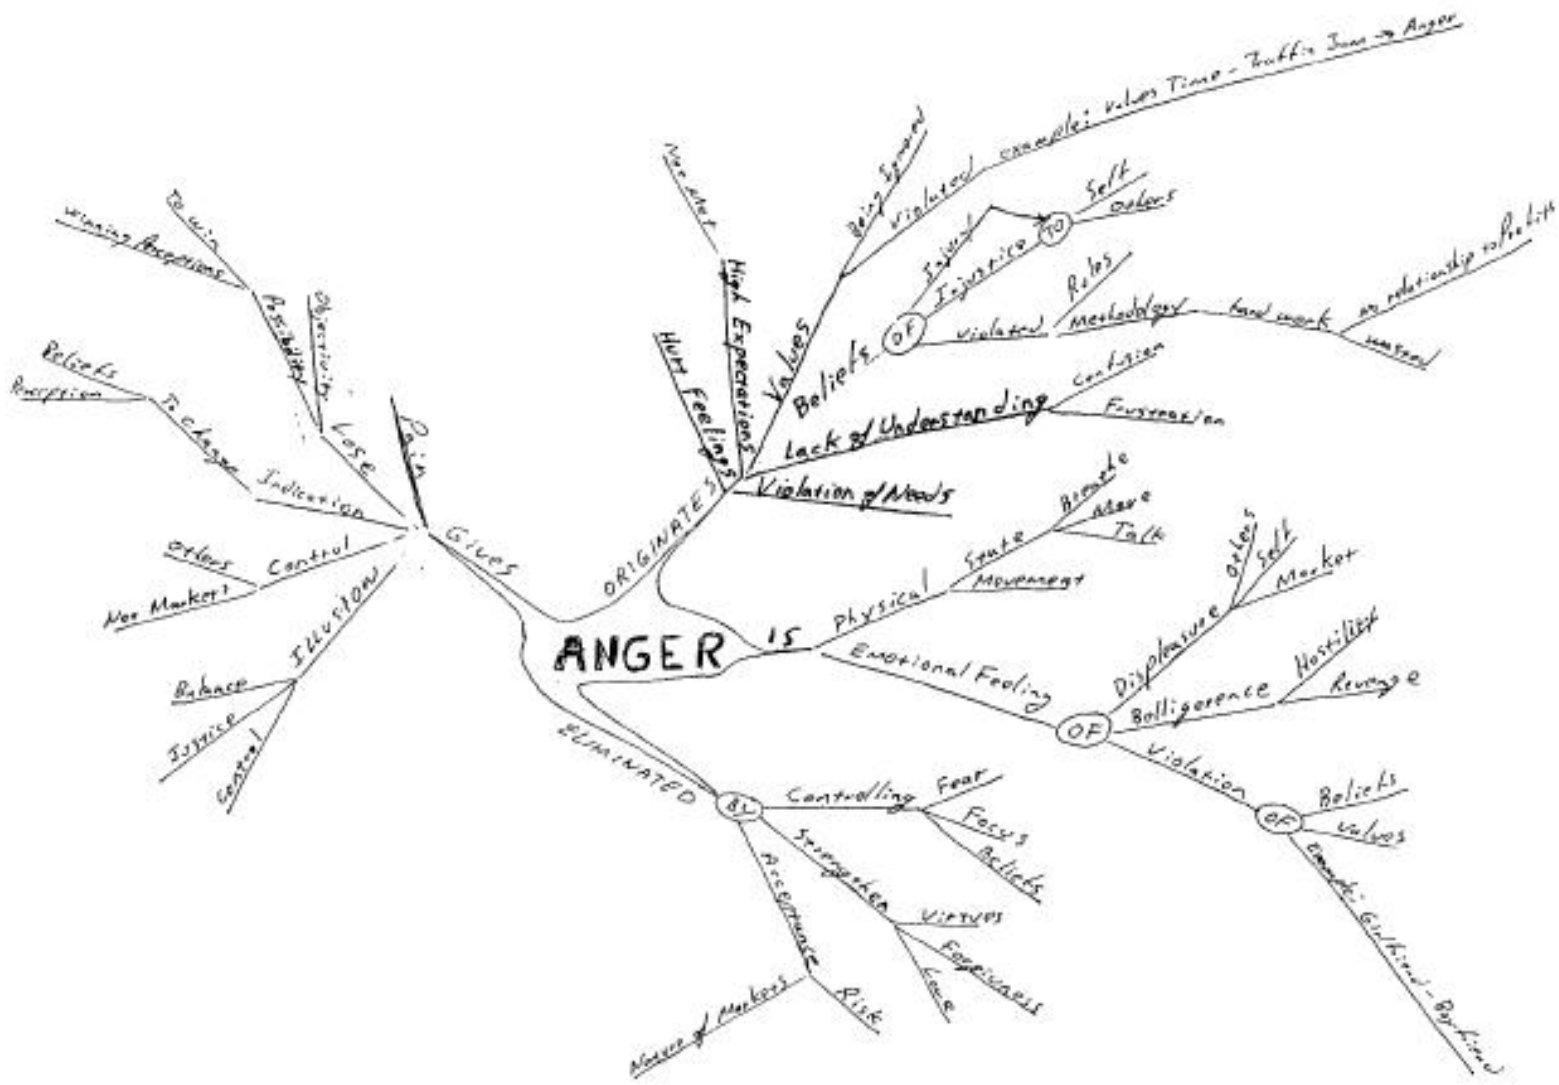 ANGER
ORIGINATES
Hurt Feelings
High Expectations
Not Met
Values
Being Ignored
Violated
example: Values Time - Traffic Jam → Anger
Beliefs
OF
Injury
Injustice
TO
Self
Others
Violated
Rules
Methodology
hard work
no relationship to Profits
wasted
Lack of Understanding
Confusion
Frustration
Violation of Needs
IS
Physical
State
Breathe
Move
Talk
Movement
Emotional Feeling
OF
Displeasure
Others
Self
Market
Belligerence
Hostility
Revenge
Violation
OF
Beliefs
Values
Example: Girlfriend - Boyfriend
ELIMINATED
BY
Controlling
Fear
Focus
Beliefs
Strengthen
Virtues
Forgiveness
Love
Acceptance
Risk
Nature of Markets
GIVES
Pain
Lose
Objectivity
Possibility
To win
Winning Perceptions
Indication
To Change
Beliefs
Perception
Control
Others
Not Markets
ILLUSION
Balance
Justice
Control